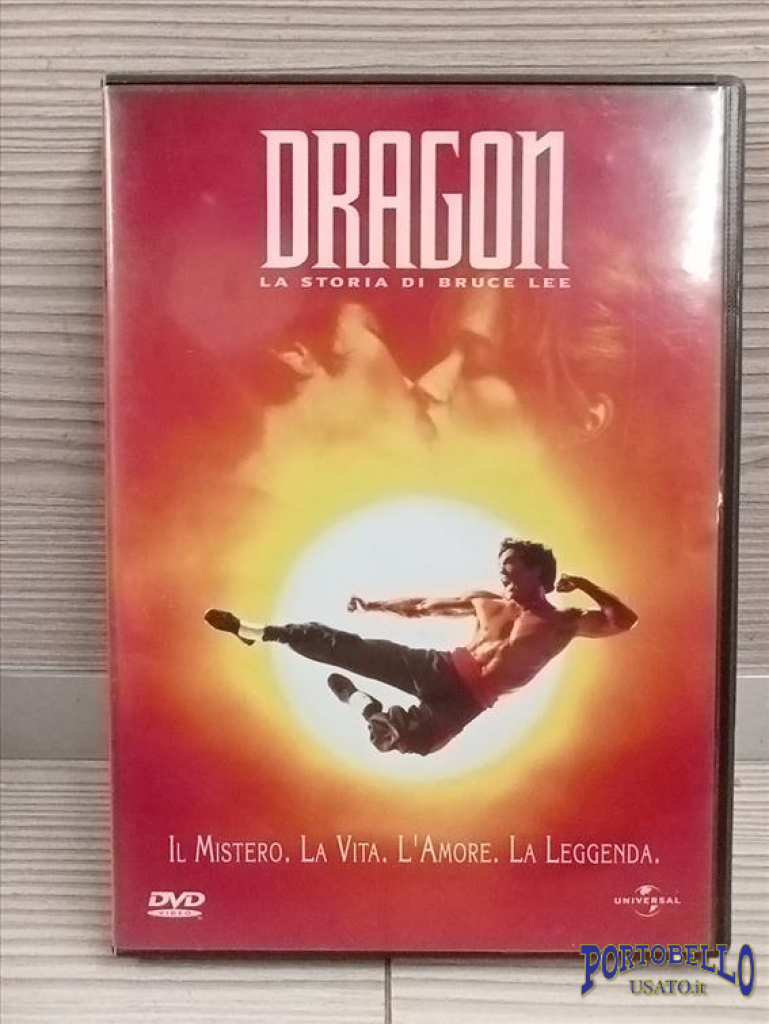 DRAGON
LA STORIA DI BRUCE LEE
IL MISTERO. LA VITA. L'AMORE. LA LEGGENDA.
DVD
VIDEO
UNIVERSAL
PORTOBELLO
USATO.it